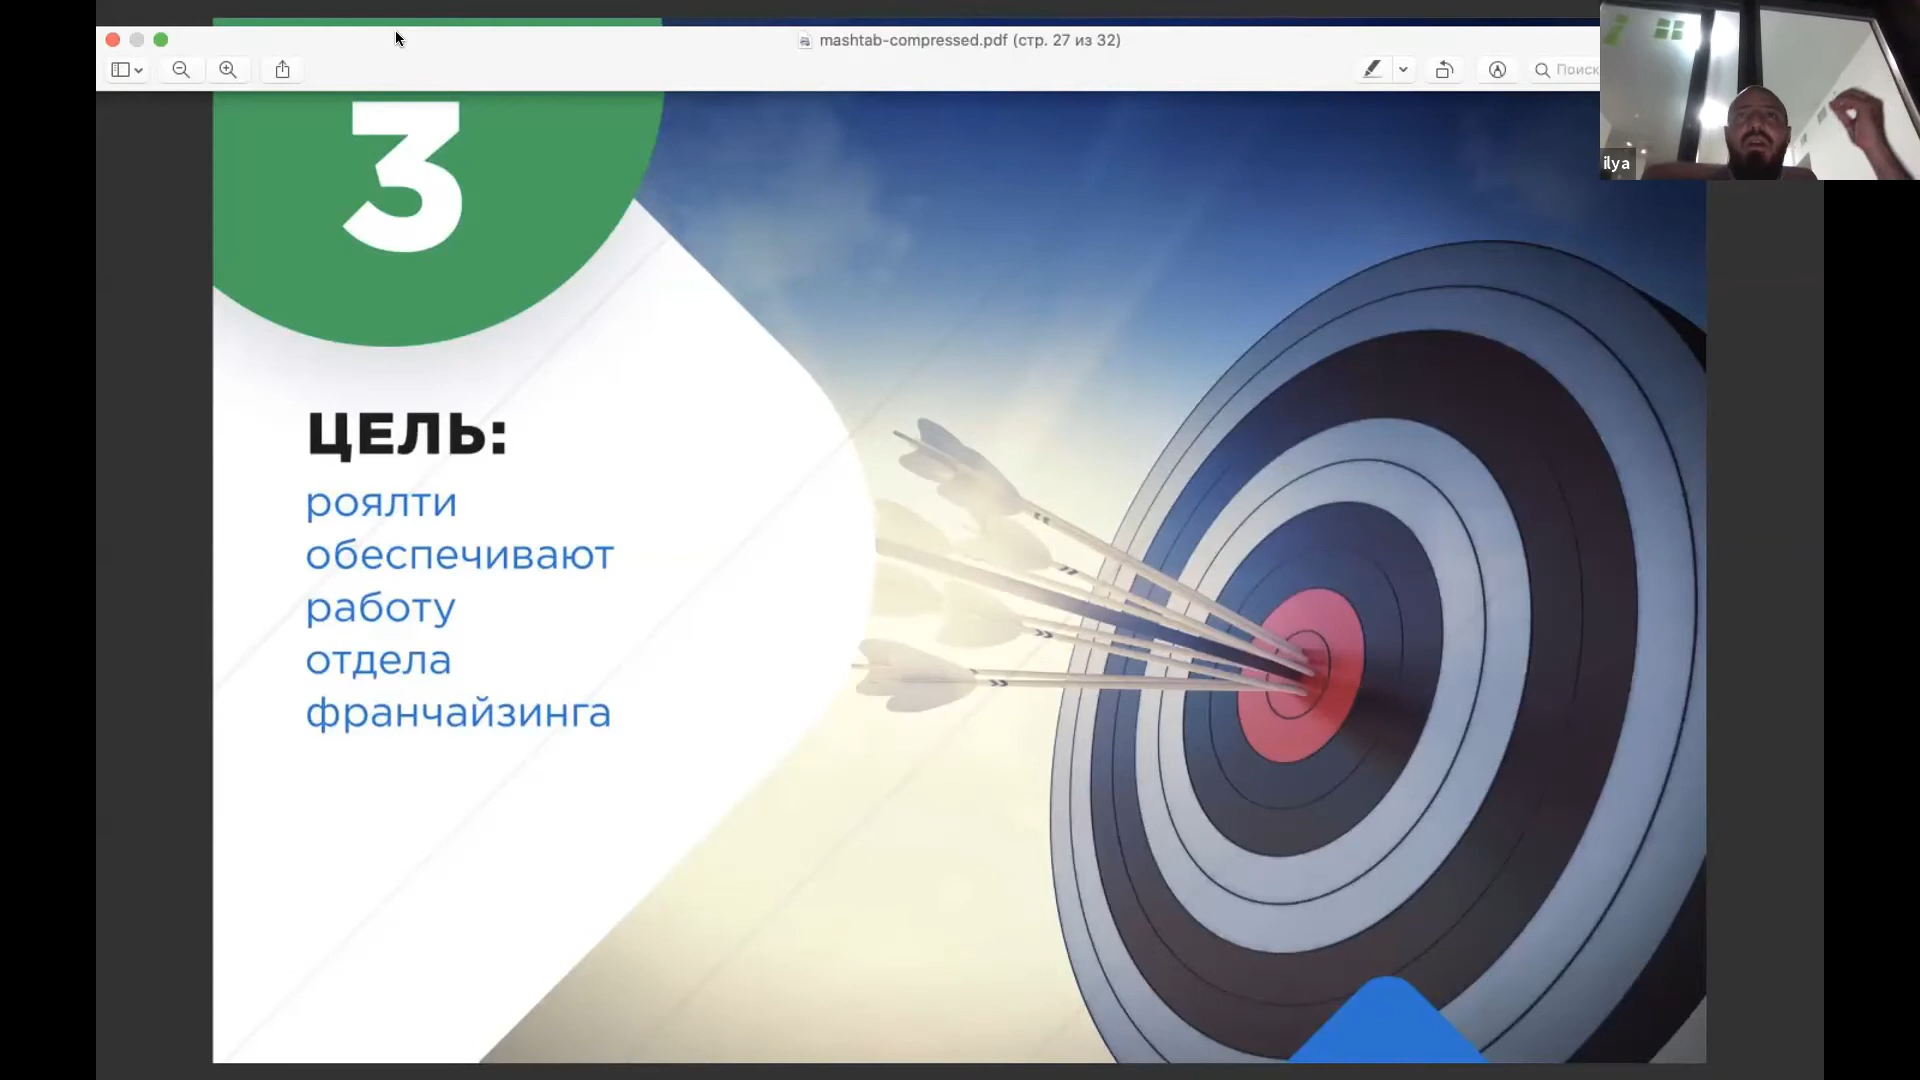 mashtab-compressed.pdf (стр. 27 из 32)
Поиск
ilya
3
ЦЕЛЬ:
роялти
обеспечивают
работу
отдела
франчайзинга